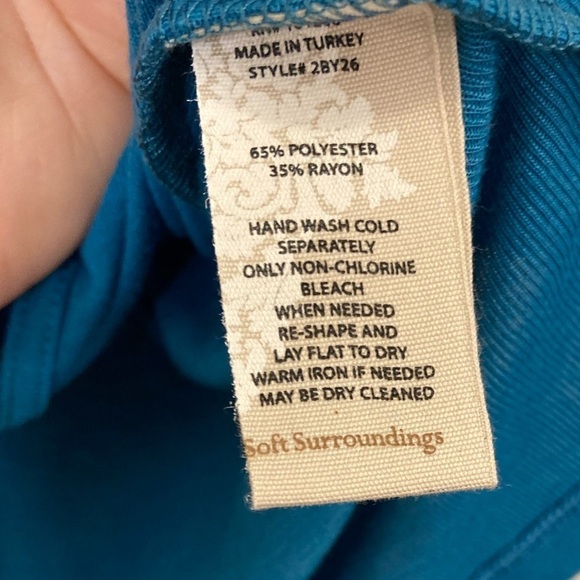 MADE IN TURKEY
STYLE# 2BY26
65% POLYESTER
35% RAYON
HAND WASH COLD
SEPARATELY
ONLY NON-CHLORINE
BLEACH
WHEN NEEDED
RE-SHAPE AND
LAY FLAT TO DRY
WARM IRON IF NEEDED
MAY BE DRY CLEANED
Soft Surroundings